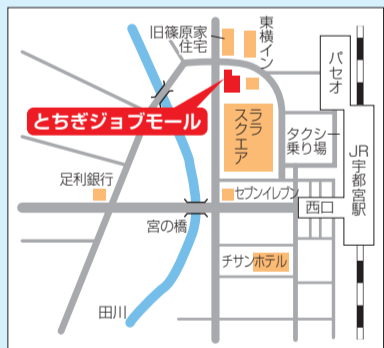 旧篠原家
住宅
東横イン
パセオ
とちぎジョブモール
ララ
スクエア
タクシー
乗り場
JR宇都宮駅
足利銀行
セブンイレブン
西口
宮の橋
チサンホテル
田川